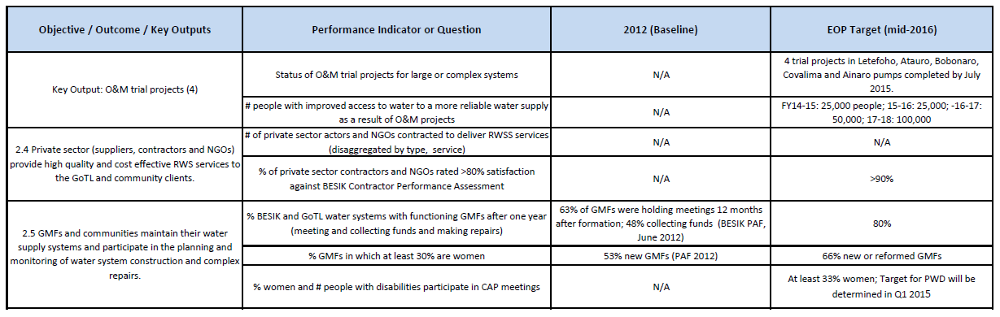 Objective / Outcome / Key Outputs
Performance Indicator or Question
2012 (Baseline)
EOP Target (mid-2016)
Key Output: O&M trial projects (4)
Status of O&M trial projects for large or complex systems
N/A
4 trial projects in Letefoho, Atauro, Bobonaro,
Covalima and Ainaro pumps completed by July
2015.
# people with improved access to water to a more reliable water supply
as a result of O&M projects
N/A
FY14-15: 25,000 people; 15-16: 25,000; -16-17:
50,000; 17-18: 100,000
2.4 Private sector (suppliers, contractors and NGOs)
provide high quality and cost effective RWS services to
the GoTL and community clients.
# of private sector actors and NGOs contracted to deliver RWSS services
(disaggregated by type, service)
N/A
N/A
% of private sector contractors and NGOs rated >80% satisfaction
against BESIK Contractor Performance Assessment
N/A
>90%
2.5 GMFs and communities maintain their water
supply systems and participate in the planning and
monitoring of water system construction and complex
repairs.
% BESIK and GoTL water systems with functioning GMFs after one year
(meeting and collecting funds and making repairs)
63% of GMFs were holding meetings 12 months
after formation; 48% collecting funds (BESIK PAF,
June 2012)
80%
% GMFs in which at least 30% are women
53% new GMFs (PAF 2012)
66% new or reformed GMFs
% women and # people with disabilities participate in CAP meetings
N/A
At least 33% women; Target for PWD will be
determined in Q1 2015